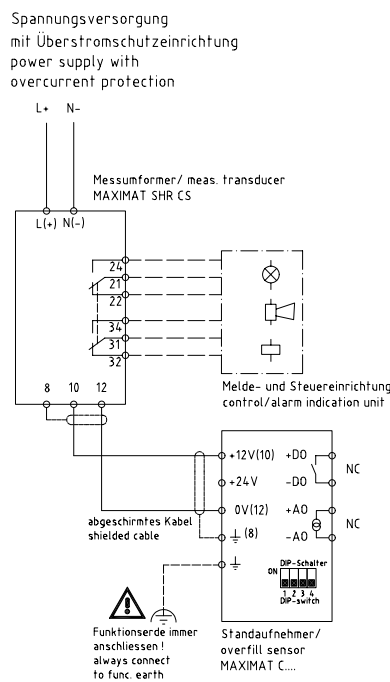 Spannungsversorgung
mit Überstromschutzeinrichtung
power supply with
overcurrent protection
L+ N-
Messumformer/ meas. transducer
MAXIMAT SHR CS
L(+) N(-)
24
21
22
34
31
32
8 10 12
Melde- und Steuereinrichtung
control/alarm indication unit
+12V(10) +DO
NC
+24V -DO
0V(12) +AO
NC
(8) -AO
abgeschirmtes Kabel
shielded cable
DIP-Schalter
ON
1 2 3 4
DIP-switch
Funktionserde immer
anschliessen !
always connect
to func. earth
Standaufnehmer/
overfill sensor
MAXIMAT C....